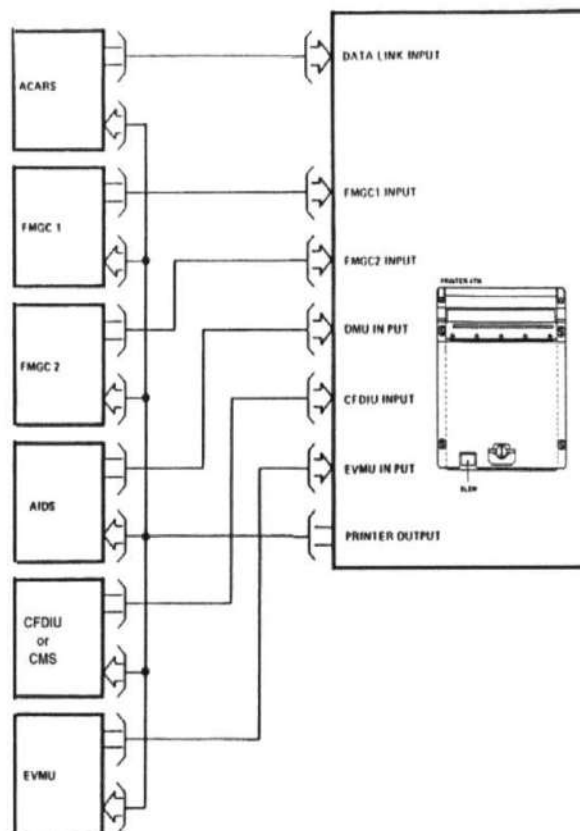 ACARS
FMGC 1
FMGC 2
AIDS
CFDIU
or
CMS
EVMU
DATA LINK INPUT
FMGC1 INPUT
FMGC2 INPUT
DMU IN PUT
CFDIU INPUT
EVMU IN PUT
PRINTER OUTPUT
SLEW